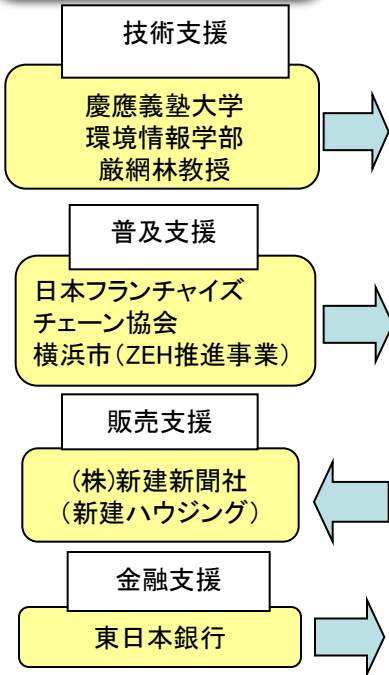 技術支援
慶應義塾大学
環境情報学部
厳網林教授
普及支援
日本フランチャイズ
チェーン協会
横浜市(ZEH推進事業)
販売支援
(株)新建新聞社
(新建ハウジング)
金融支援
東日本銀行